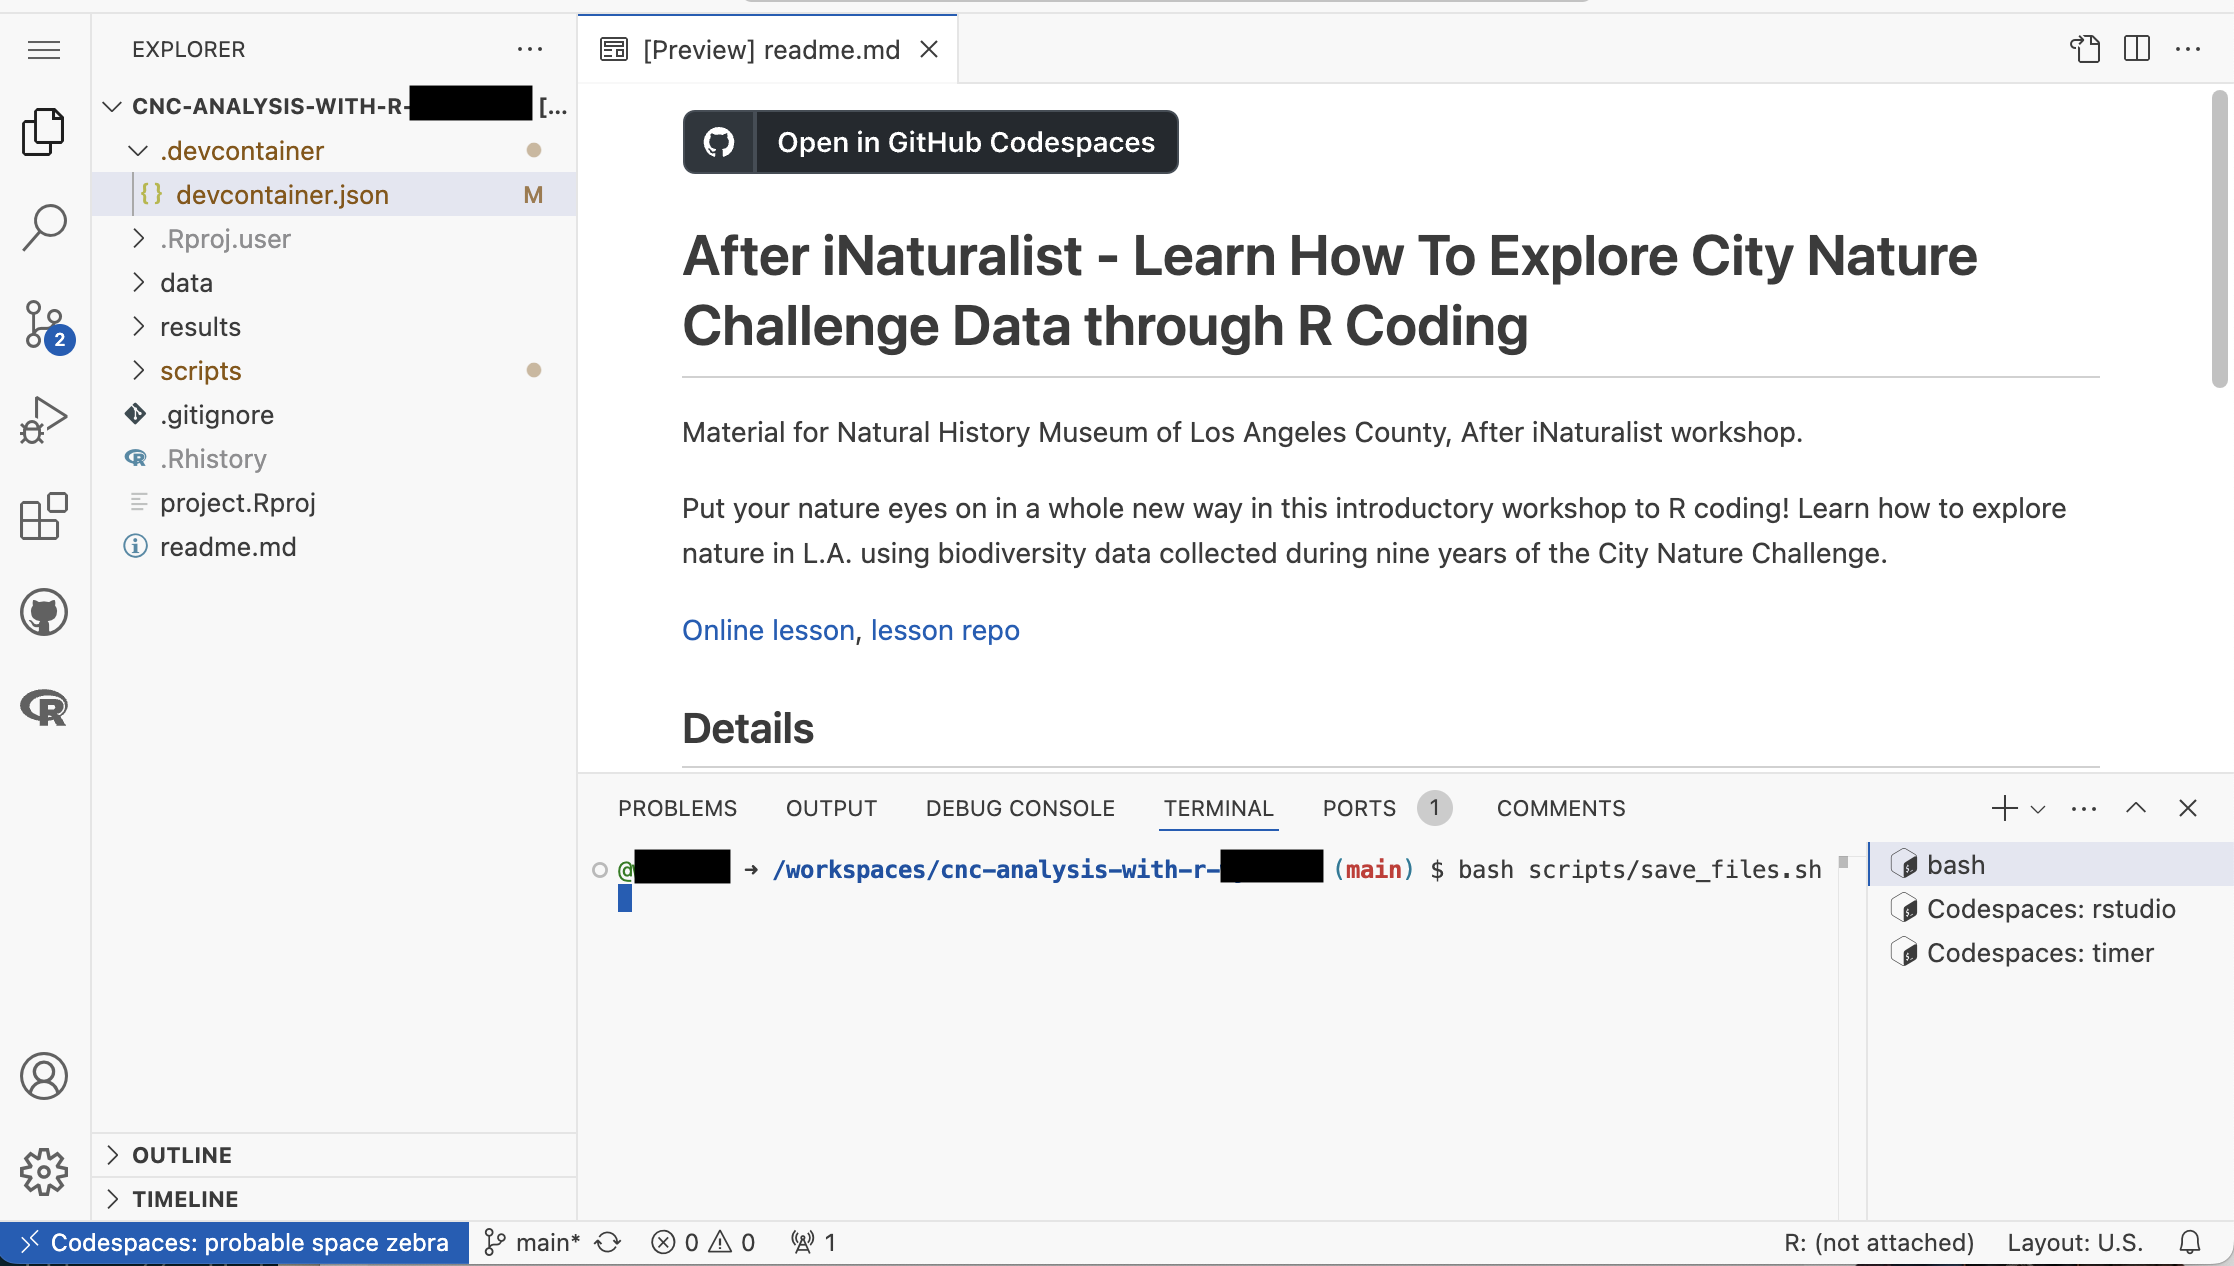 EXPLORER
CNC-ANALYSIS-WITH-R- [...
.devcontainer
{} devcontainer.json M
.Rproj.user
data
results
scripts
.gitignore
.Rhistory
project.Rproj
readme.md
OUTLINE
TIMELINE
2
[Preview] readme.md
Open in GitHub Codespaces
After iNaturalist - Learn How To Explore City Nature
Challenge Data through R Coding
Material for Natural History Museum of Los Angeles County, After iNaturalist workshop.
Put your nature eyes on in a whole new way in this introductory workshop to R coding! Learn how to explore
nature in L.A. using biodiversity data collected during nine years of the City Nature Challenge.
Online lesson, lesson repo
Details
PROBLEMS OUTPUT DEBUG CONSOLE TERMINAL PORTS 1 COMMENTS
@ ➜ /workspaces/cnc-analysis-with-r- (main) $ bash scripts/save_files.sh
bash
Codespaces: rstudio
Codespaces: timer
Codespaces: probable space zebra main* 0 0 1 R: (not attached) Layout: U.S.